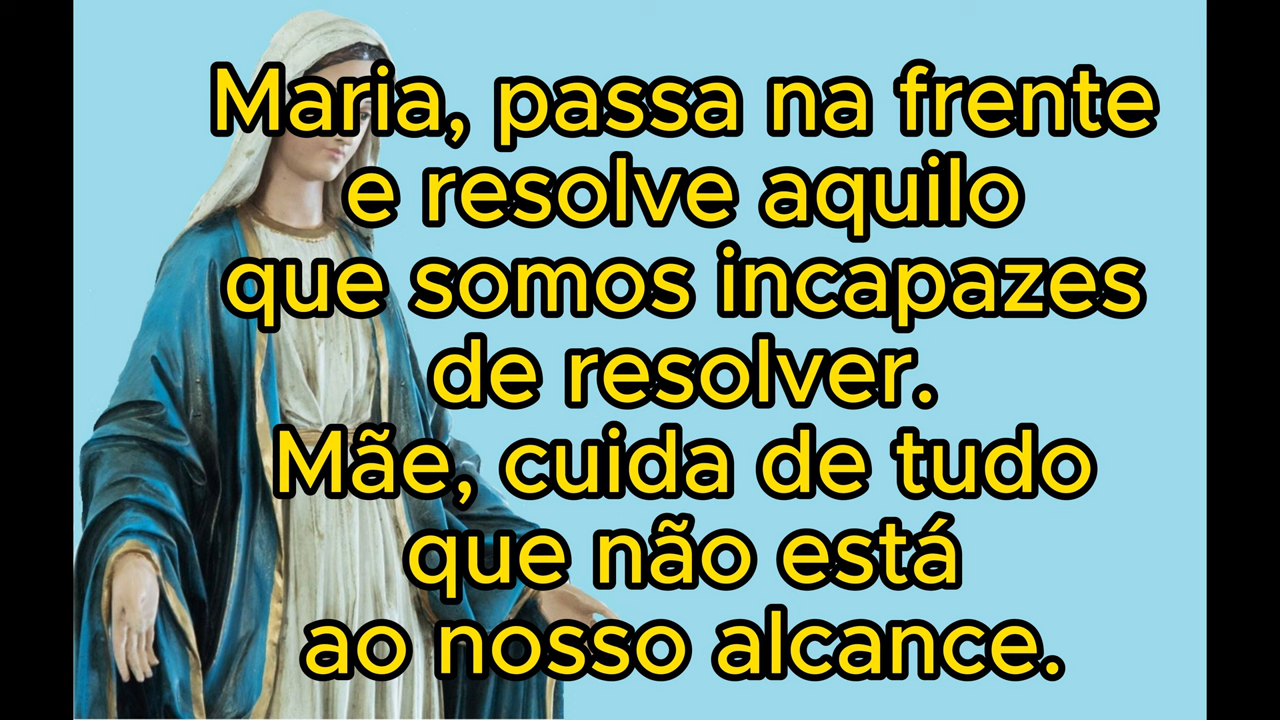 Maria, passa na frente
e resolve aquilo
que somos incapazes
de resolver.
Mãe, cuida de tudo
que não está
ao nosso alcance.